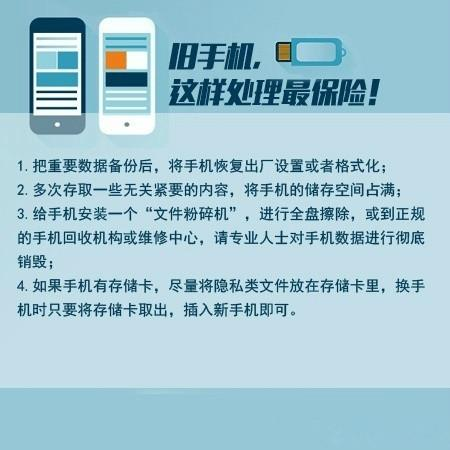 旧手机，
这样处理最保险！
1. 把重要数据备份后，将手机恢复出厂设置或者格式化；
2. 多次存取一些无关紧要的内容，将手机的储存空间占满；
3. 给手机安装一个“文件粉碎机”，进行全盘擦除，或到正规
的手机回收机构或维修中心，请专业人士对手机数据进行彻底
销毁；
4. 如果手机有存储卡，尽量将隐私类文件放在存储卡里，换手
机时只要将存储卡取出，插入新手机即可。